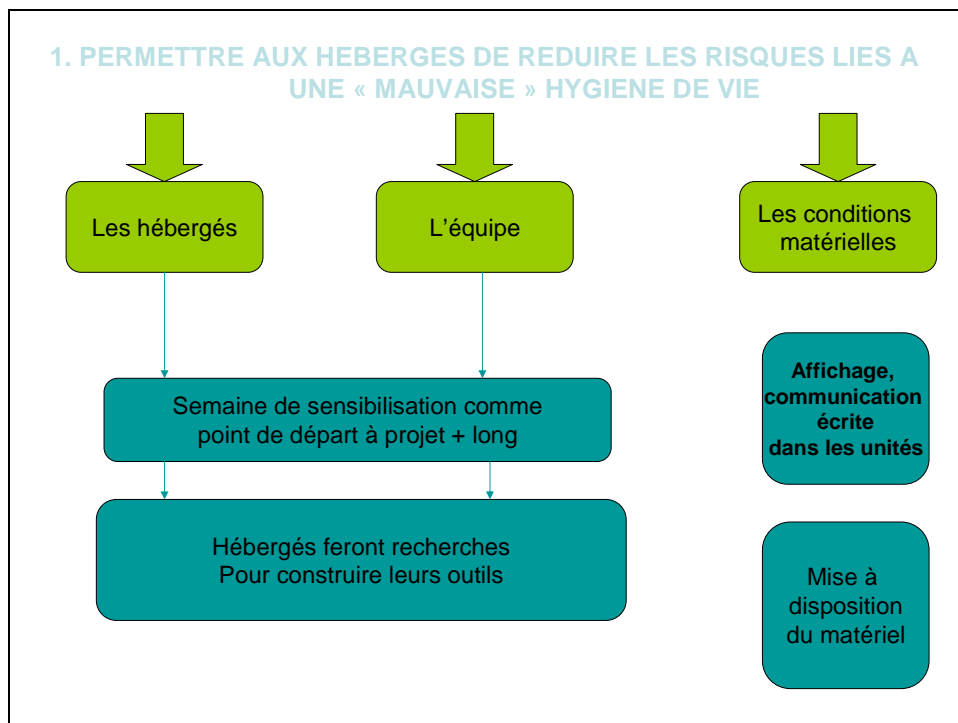 1. PERMETTRE AUX HEBERGES DE REDUIRE LES RISQUES LIES A
UNE « MAUVAISE » HYGIENE DE VIE
Les hébergés
L’équipe
Les conditions
matérielles
Semaine de sensibilisation comme
point de départ à projet + long
Hébergés feront recherches
Pour construire leurs outils
Affichage,
communication
écrite
dans les unités
Mise à
disposition
du matériel